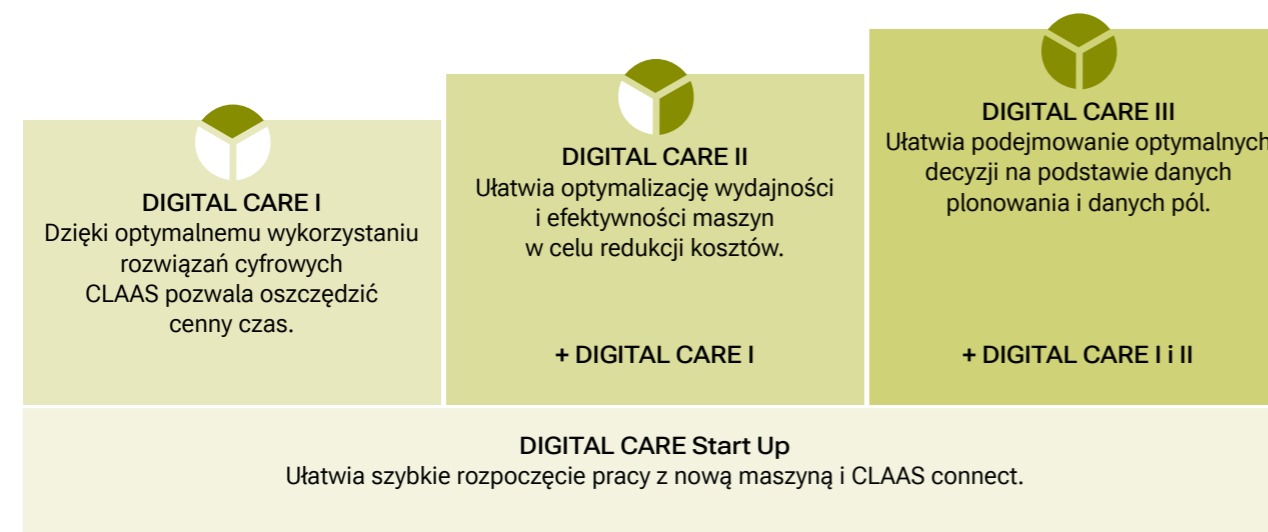 DIGITAL CARE I
Dzięki optymalnemu wykorzystaniu
rozwiązań cyfrowych
CLAAS pozwala oszczędzić
cenny czas.
DIGITAL CARE II
Ułatwia optymalizację wydajności
i efektywności maszyn
w celu redukcji kosztów.
+ DIGITAL CARE I
DIGITAL CARE III
Ułatwia podejmowanie optymalnych
decyzji na podstawie danych
plonowania i danych pól.
+ DIGITAL CARE I i II
DIGITAL CARE Start Up
Ułatwia szybkie rozpoczęcie pracy z nową maszyną i CLAAS connect.